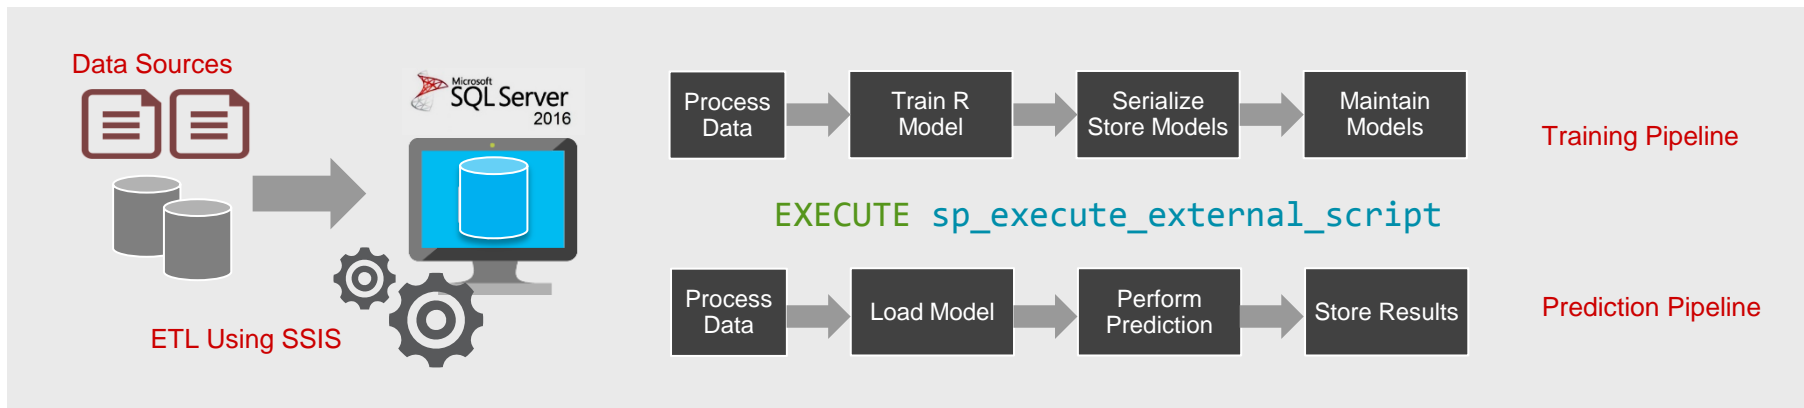 Data Sources
Microsoft
SQL Server
2016
ETL Using SSIS
Process
Data
Train R
Model
Serialize
Store Models
Maintain
Models
Training Pipeline
EXECUTE sp_execute_external_script
Process
Data
Load Model
Perform
Prediction
Store Results
Prediction Pipeline